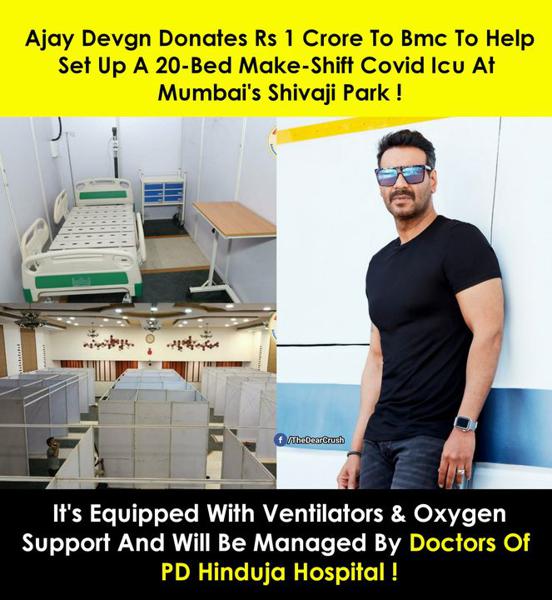 Ajay Devgn Donates Rs 1 Crore To Bmc To Help
Set Up A 20-Bed Make-Shift Covid Icu At
Mumbai's Shivaji Park !
f /TheDearCrush
It's Equipped With Ventilators & Oxygen
Support And Will Be Managed By Doctors Of
PD Hinduja Hospital !